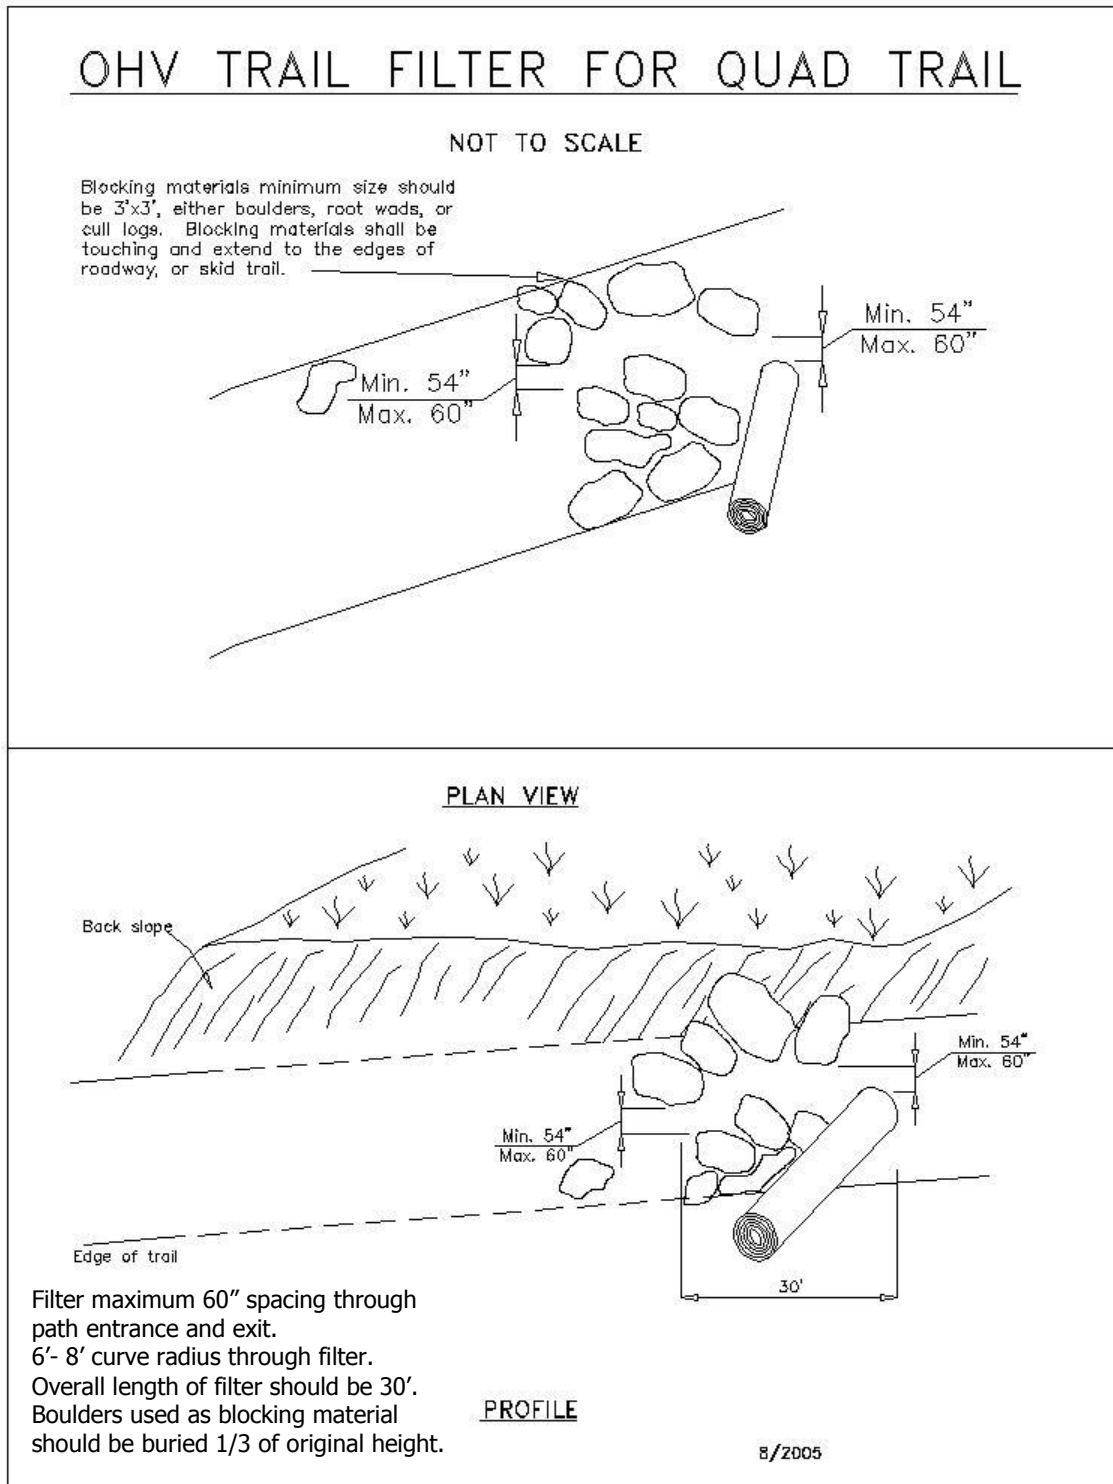 OHV TRAIL FILTER FOR QUAD TRAIL
NOT TO SCALE
Blocking materials minimum size should
be 3'x3', either boulders, root wads, or
cull logs. Blocking materials shall be
touching and extend to the edges of
roadway, or skid trail.
Min. 54"
Max. 60"
Min. 54"
Max. 60"
PLAN VIEW
Back slope
Min. 54"
Max. 60"
Min. 54"
Max. 60"
Edge of trail
30'
Filter maximum 60" spacing through
path entrance and exit.
6'- 8' curve radius through filter.
Overall length of filter should be 30'.
Boulders used as blocking material
should be buried 1/3 of original height.
PROFILE
8/2005